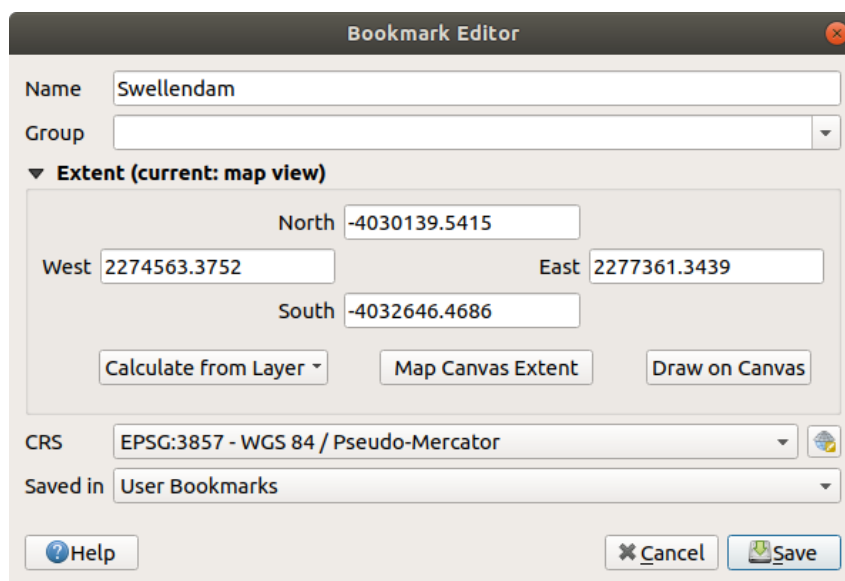 Bookmark Editor
Name Swellendam
Group
Extent (current: map view)
North -4030139.5415
West 2274563.3752 East 2277361.3439
South -4032646.4686
Calculate from Layer Map Canvas Extent Draw on Canvas
CRS EPSG:3857 - WGS 84 / Pseudo-Mercator
Saved in User Bookmarks
Help Cancel Save